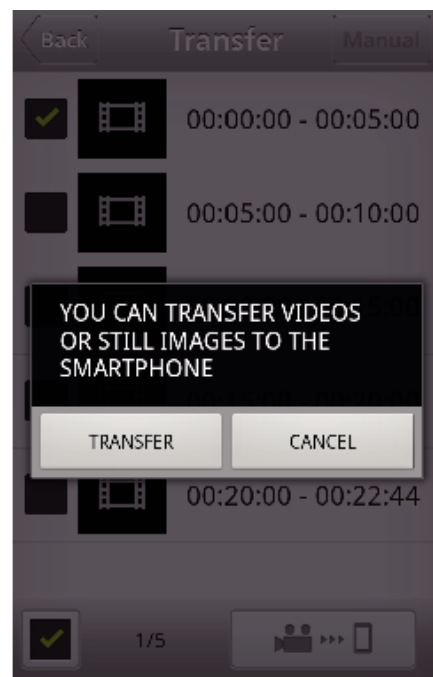 Back Transfer Manual
00:00:00 - 00:05:00
00:05:00 - 00:10:00
YOU CAN TRANSFER VIDEOS
OR STILL IMAGES TO THE
SMARTPHONE
TRANSFER CANCEL
00:20:00 - 00:22:44
1/5